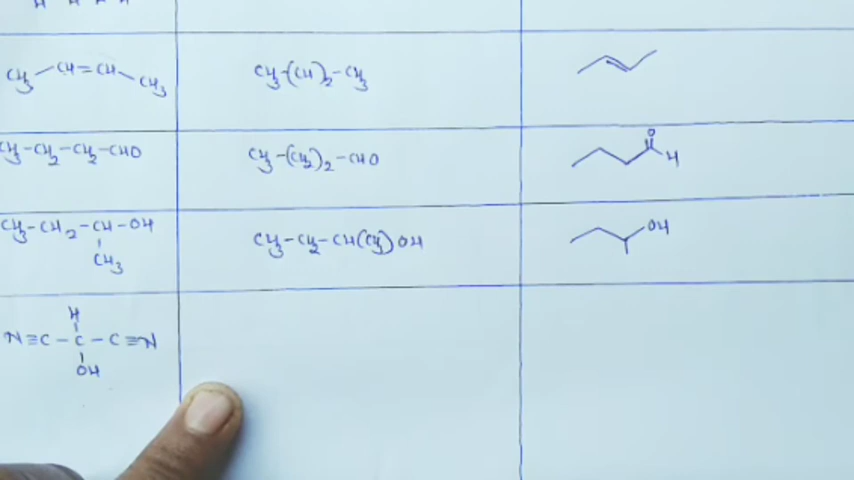 H H H H
CH3 – CH=CH – CH3 CH3-(CH)2-CH3
CH3-CH2-CH2-CHO CH3-(CH2)2-CHO O H
CH3-CH2-CH-OH CH3-CH2-CH(CH3)OH OH
CH3
H
N≡C-C-C≡N
OH